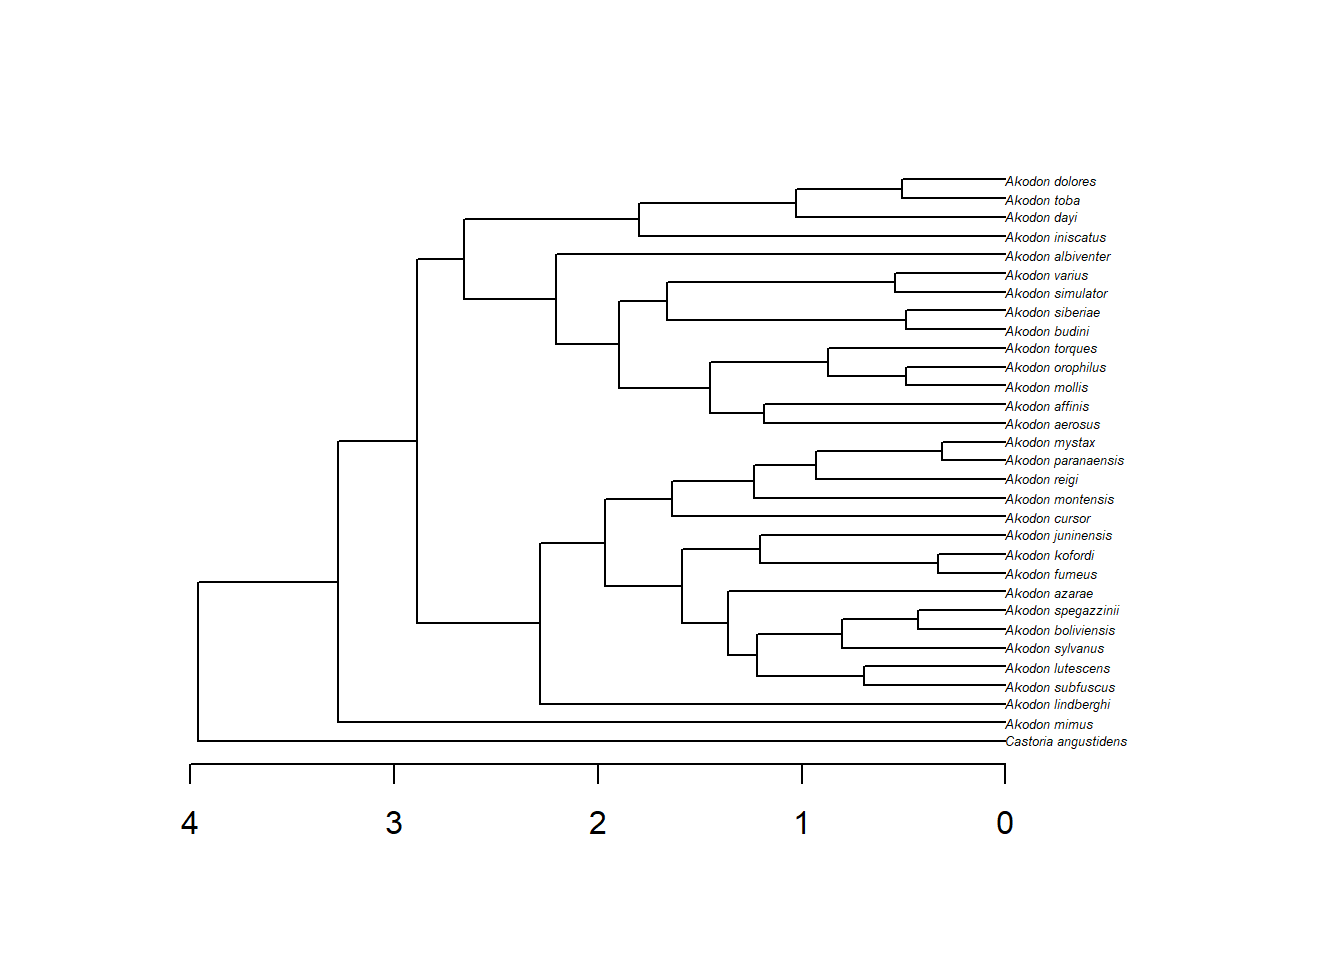 Akodon dolores
Akodon toba
Akodon dayi
Akodon iniscatus
Akodon albiventer
Akodon varius
Akodon simulator
Akodon siberiae
Akodon budini
Akodon torques
Akodon orophilus
Akodon mollis
Akodon affinis
Akodon aerosus
Akodon mystax
Akodon paranaensis
Akodon reigi
Akodon montensis
Akodon cursor
Akodon juninensis
Akodon kofordi
Akodon fumeus
Akodon azarae
Akodon spegazzinii
Akodon boliviensis
Akodon sylvanus
Akodon lutescens
Akodon subfuscus
Akodon lindberghi
Akodon mimus
Castoria angustidens
4 3 2 1 0